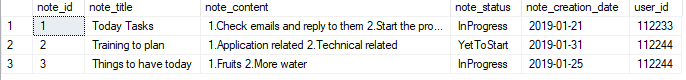 note_id note_title note_content note_status note_creation_date user_id
1 1 Today Tasks 1.Check emails and reply to them 2.Start the pro... InProgress 2019-01-21 112233
2 2 Training to plan 1.Application related 2.Technical related YetToStart 2019-01-31 112244
3 3 Things to have today 1.Fruits 2.More water InProgress 2019-01-25 112244